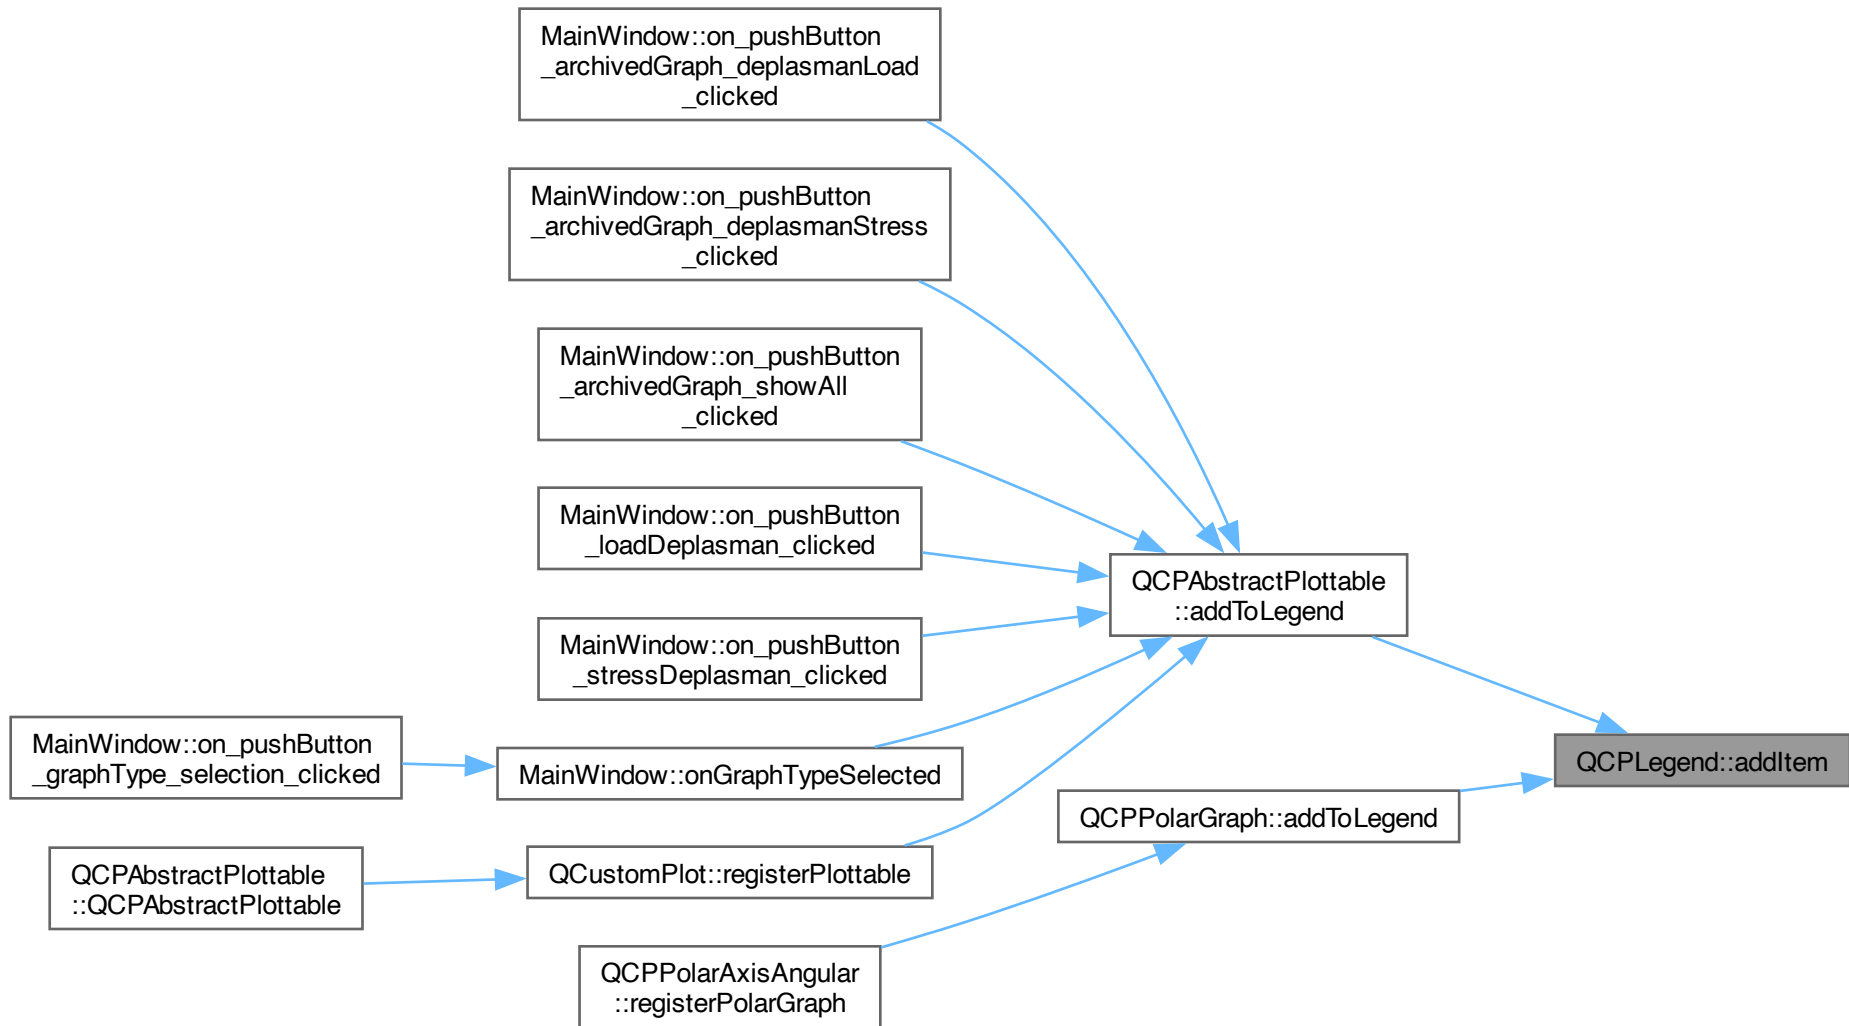 MainWindow::on_pushButton
_archivedGraph_deplasmanLoad
_clicked
MainWindow::on_pushButton
_archivedGraph_deplasmanStress
_clicked
MainWindow::on_pushButton
_archivedGraph_showAll
_clicked
MainWindow::on_pushButton
_loadDeplasman_clicked
QCPAbstractPlottable
::addToLegend
MainWindow::on_pushButton
_stressDeplasman_clicked
MainWindow::on_pushButton
_graphType_selection_clicked
MainWindow::onGraphTypeSelected
QCPLegend::addItem
QCPPolarGraph::addToLegend
QCPAbstractPlottable
::QCPAbstractPlottable
QCustomPlot::registerPlottable
QCPPolarAxisAngular
::registerPolarGraph